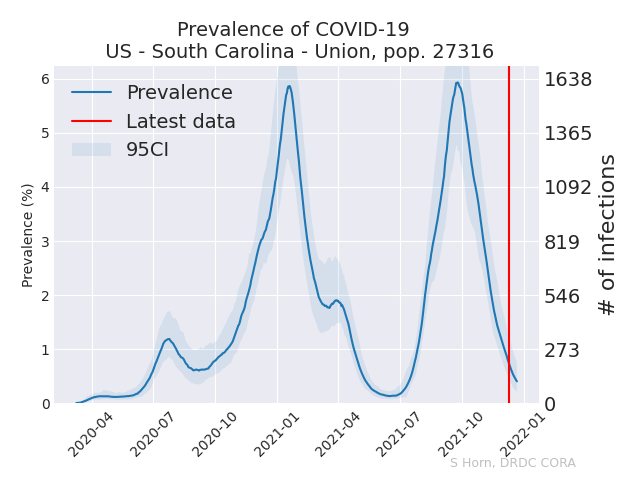 Prevalence of COVID-19
US - South Carolina - Union, pop. 27316
Prevalence
Latest data
95CI
Prevalence (%)
6
5
4
3
2
1
0
1638
1365
1092
819
546
273
0
# of infections
2020-04
2020-07
2020-10
2021-01
2021-04
2021-07
2021-10
2022-01
S Horn, DRDC CORA